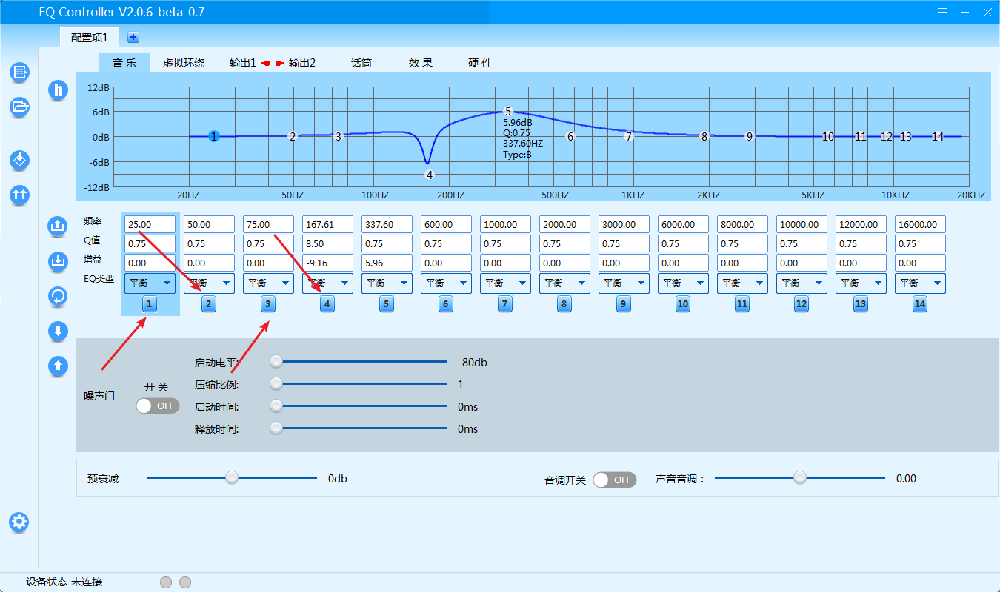 EQ Controller V2.0.6-beta-0.7
配置项1
音 乐 虚拟环绕 输出1 输出2 话筒 效 果 硬 件
12dB
6dB
0dB
-6dB
-12dB
1 2 3 4 5 6 7 8 9 10 11 12 13 14
5.96dB
Q:0.75
337.60HZ
Type:B
20HZ 50HZ 100HZ 200HZ 500HZ 1KHZ 2KHZ 5KHZ 10KHZ 20KHZ
频率 25.00 50.00 75.00 167.61 337.60 600.00 1000.00 2000.00 3000.00 6000.00 8000.00 10000.00 12000.00 16000.00
Q值 0.75 0.75 0.75 8.50 0.75 0.75 0.75 0.75 0.75 0.75 0.75 0.75 0.75 0.75
增益 0.00 0.00 0.00 -9.16 5.96 0.00 0.00 0.00 0.00 0.00 0.00 0.00 0.00 0.00
EQ类型 平衡 平衡 平衡 平衡 平衡 平衡 平衡 平衡 平衡 平衡 平衡 平衡 平衡 平衡
1 2 3 4 5 6 7 8 9 10 11 12 13 14
噪声门
开 关
OFF
启动电平: -80db
压缩比例: 1
启动时间: 0ms
释放时间: 0ms
预衰减 0db 音调开关 OFF 声音音调： 0.00
设备状态 未连接